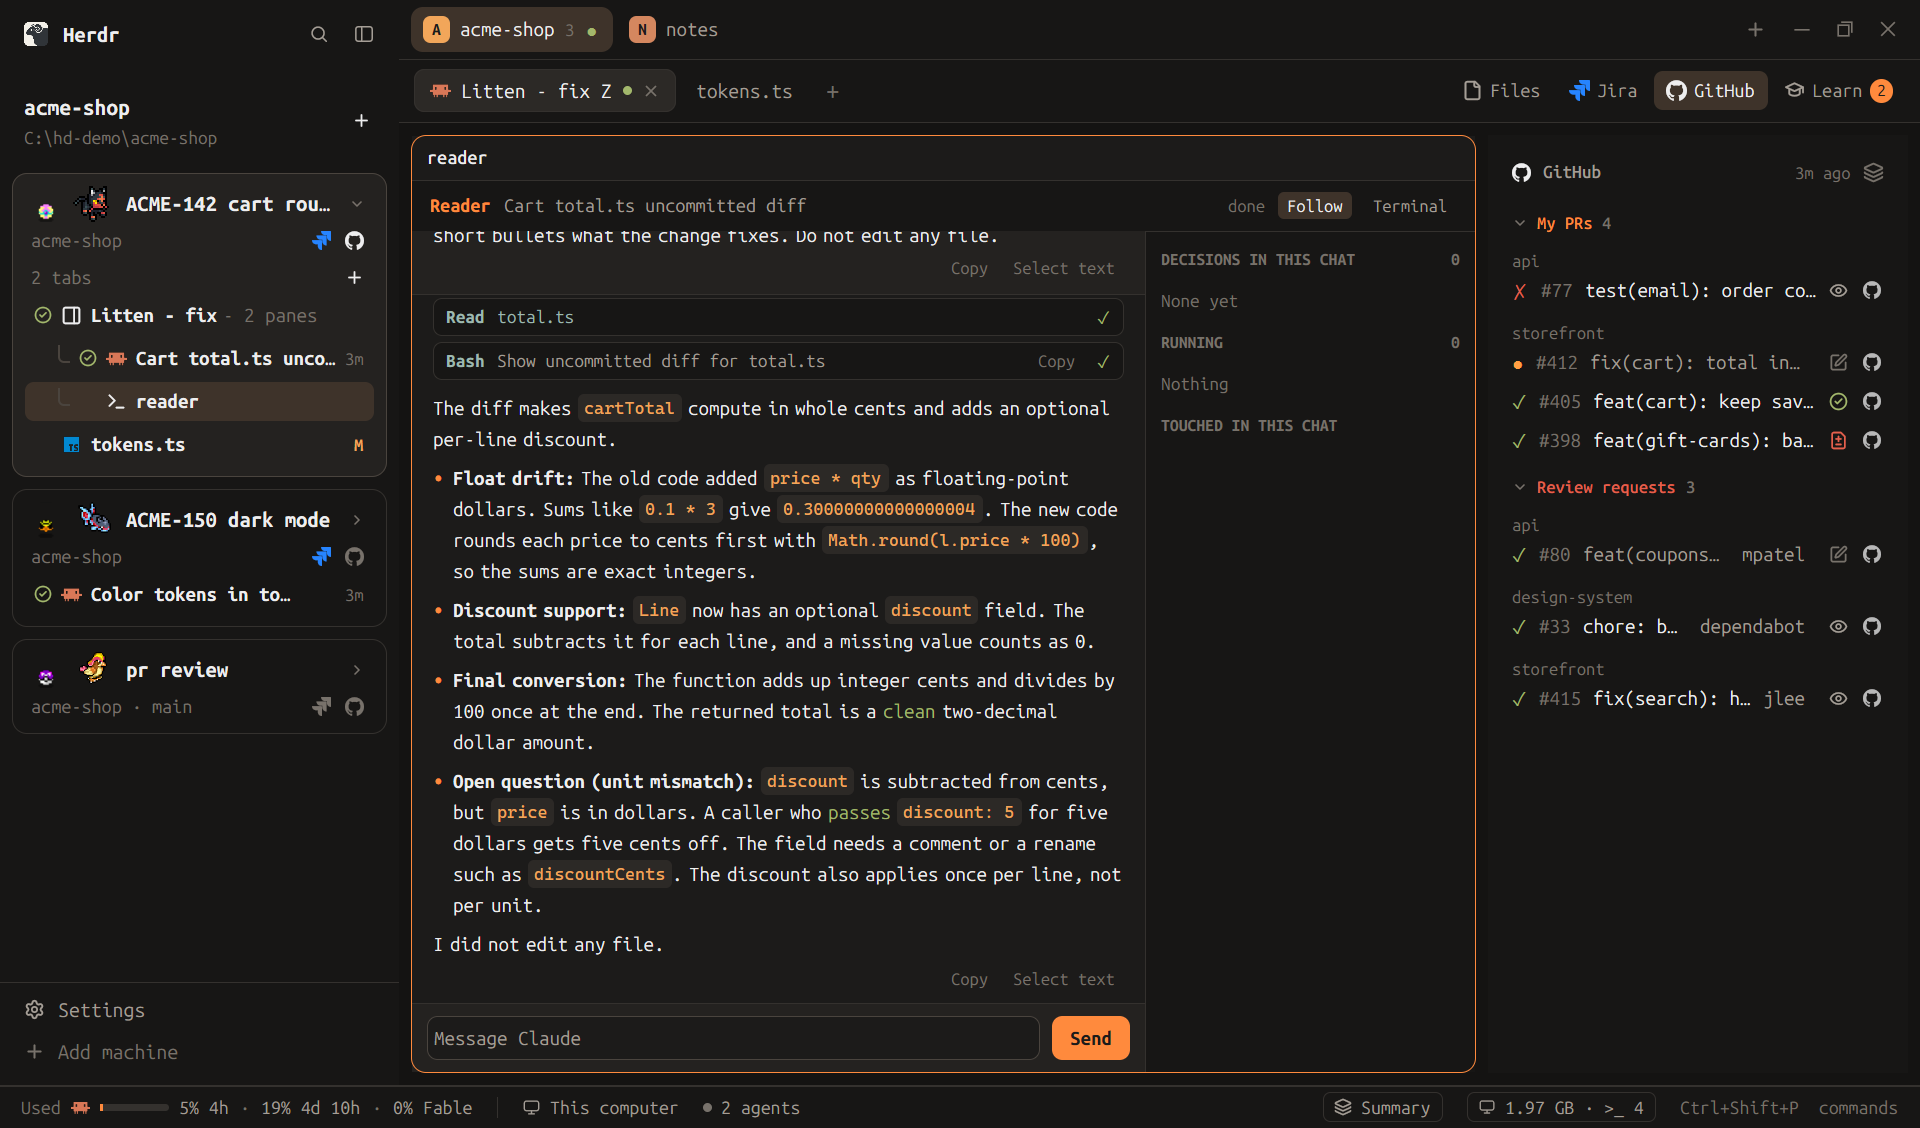 Herdr
acme-shop
C:\hd-demo\acme-shop
ACME-142 cart rou…
acme-shop
2 tabs
Litten - fix - 2 panes
Cart total.ts unco… 3m
>_ reader
TS tokens.ts M
ACME-150 dark mode
acme-shop
Color tokens in to… 3m
pr review
acme-shop · main
Settings
+ Add machine
A acme-shop 3
N notes
Litten - fix Z
tokens.ts
Files
Jira
GitHub
Learn 2
reader
Reader Cart total.ts uncommitted diff
done Follow Terminal
short bullets what the change fixes. Do not edit any file.
Copy Select text
Read total.ts ✓
Bash Show uncommitted diff for total.ts Copy ✓
The diff makes cartTotal compute in whole cents and adds an optional
per-line discount.
• Float drift: The old code added price * qty as floating-point
dollars. Sums like 0.1 * 3 give 0.30000000000000004. The new code
rounds each price to cents first with Math.round(l.price * 100),
so the sums are exact integers.
• Discount support: Line now has an optional discount field. The
total subtracts it for each line, and a missing value counts as 0.
• Final conversion: The function adds up integer cents and divides by
100 once at the end. The returned total is a clean two-decimal
dollar amount.
• Open question (unit mismatch): discount is subtracted from cents,
but price is in dollars. A caller who passes discount: 5 for five
dollars gets five cents off. The field needs a comment or a rename
such as discountCents. The discount also applies once per line, not
per unit.
I did not edit any file.
Copy Select text
Message Claude
Send
DECISIONS IN THIS CHAT 0
None yet
RUNNING 0
Nothing
TOUCHED IN THIS CHAT
GitHub 3m ago
My PRs 4
api
✗ #77 test(email): order co…
storefront
● #412 fix(cart): total in…
✓ #405 feat(cart): keep sav…
✓ #398 feat(gift-cards): ba…
Review requests 3
api
✓ #80 feat(coupons… mpatel
design-system
✓ #33 chore: b… dependabot
storefront
✓ #415 fix(search): h… jlee
Used 5% 4h · 19% 4d 10h · 0% Fable
This computer
2 agents
Summary
1.97 GB · >_ 4
Ctrl+Shift+P commands